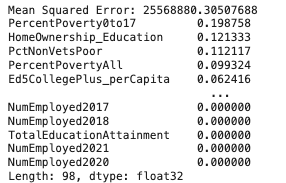 Mean Squared Error: 25568880.30507688
PercentPoverty0to17 0.198758
HomeOwnership_Education 0.121333
PctNonVetsPoor 0.112117
PercentPovertyAll 0.099324
Ed5CollegePlus_perCapita 0.062416
...
NumEmployed2017 0.000000
NumEmployed2018 0.000000
TotalEducationAttainment 0.000000
NumEmployed2021 0.000000
NumEmployed2020 0.000000
Length: 98, dtype: float32